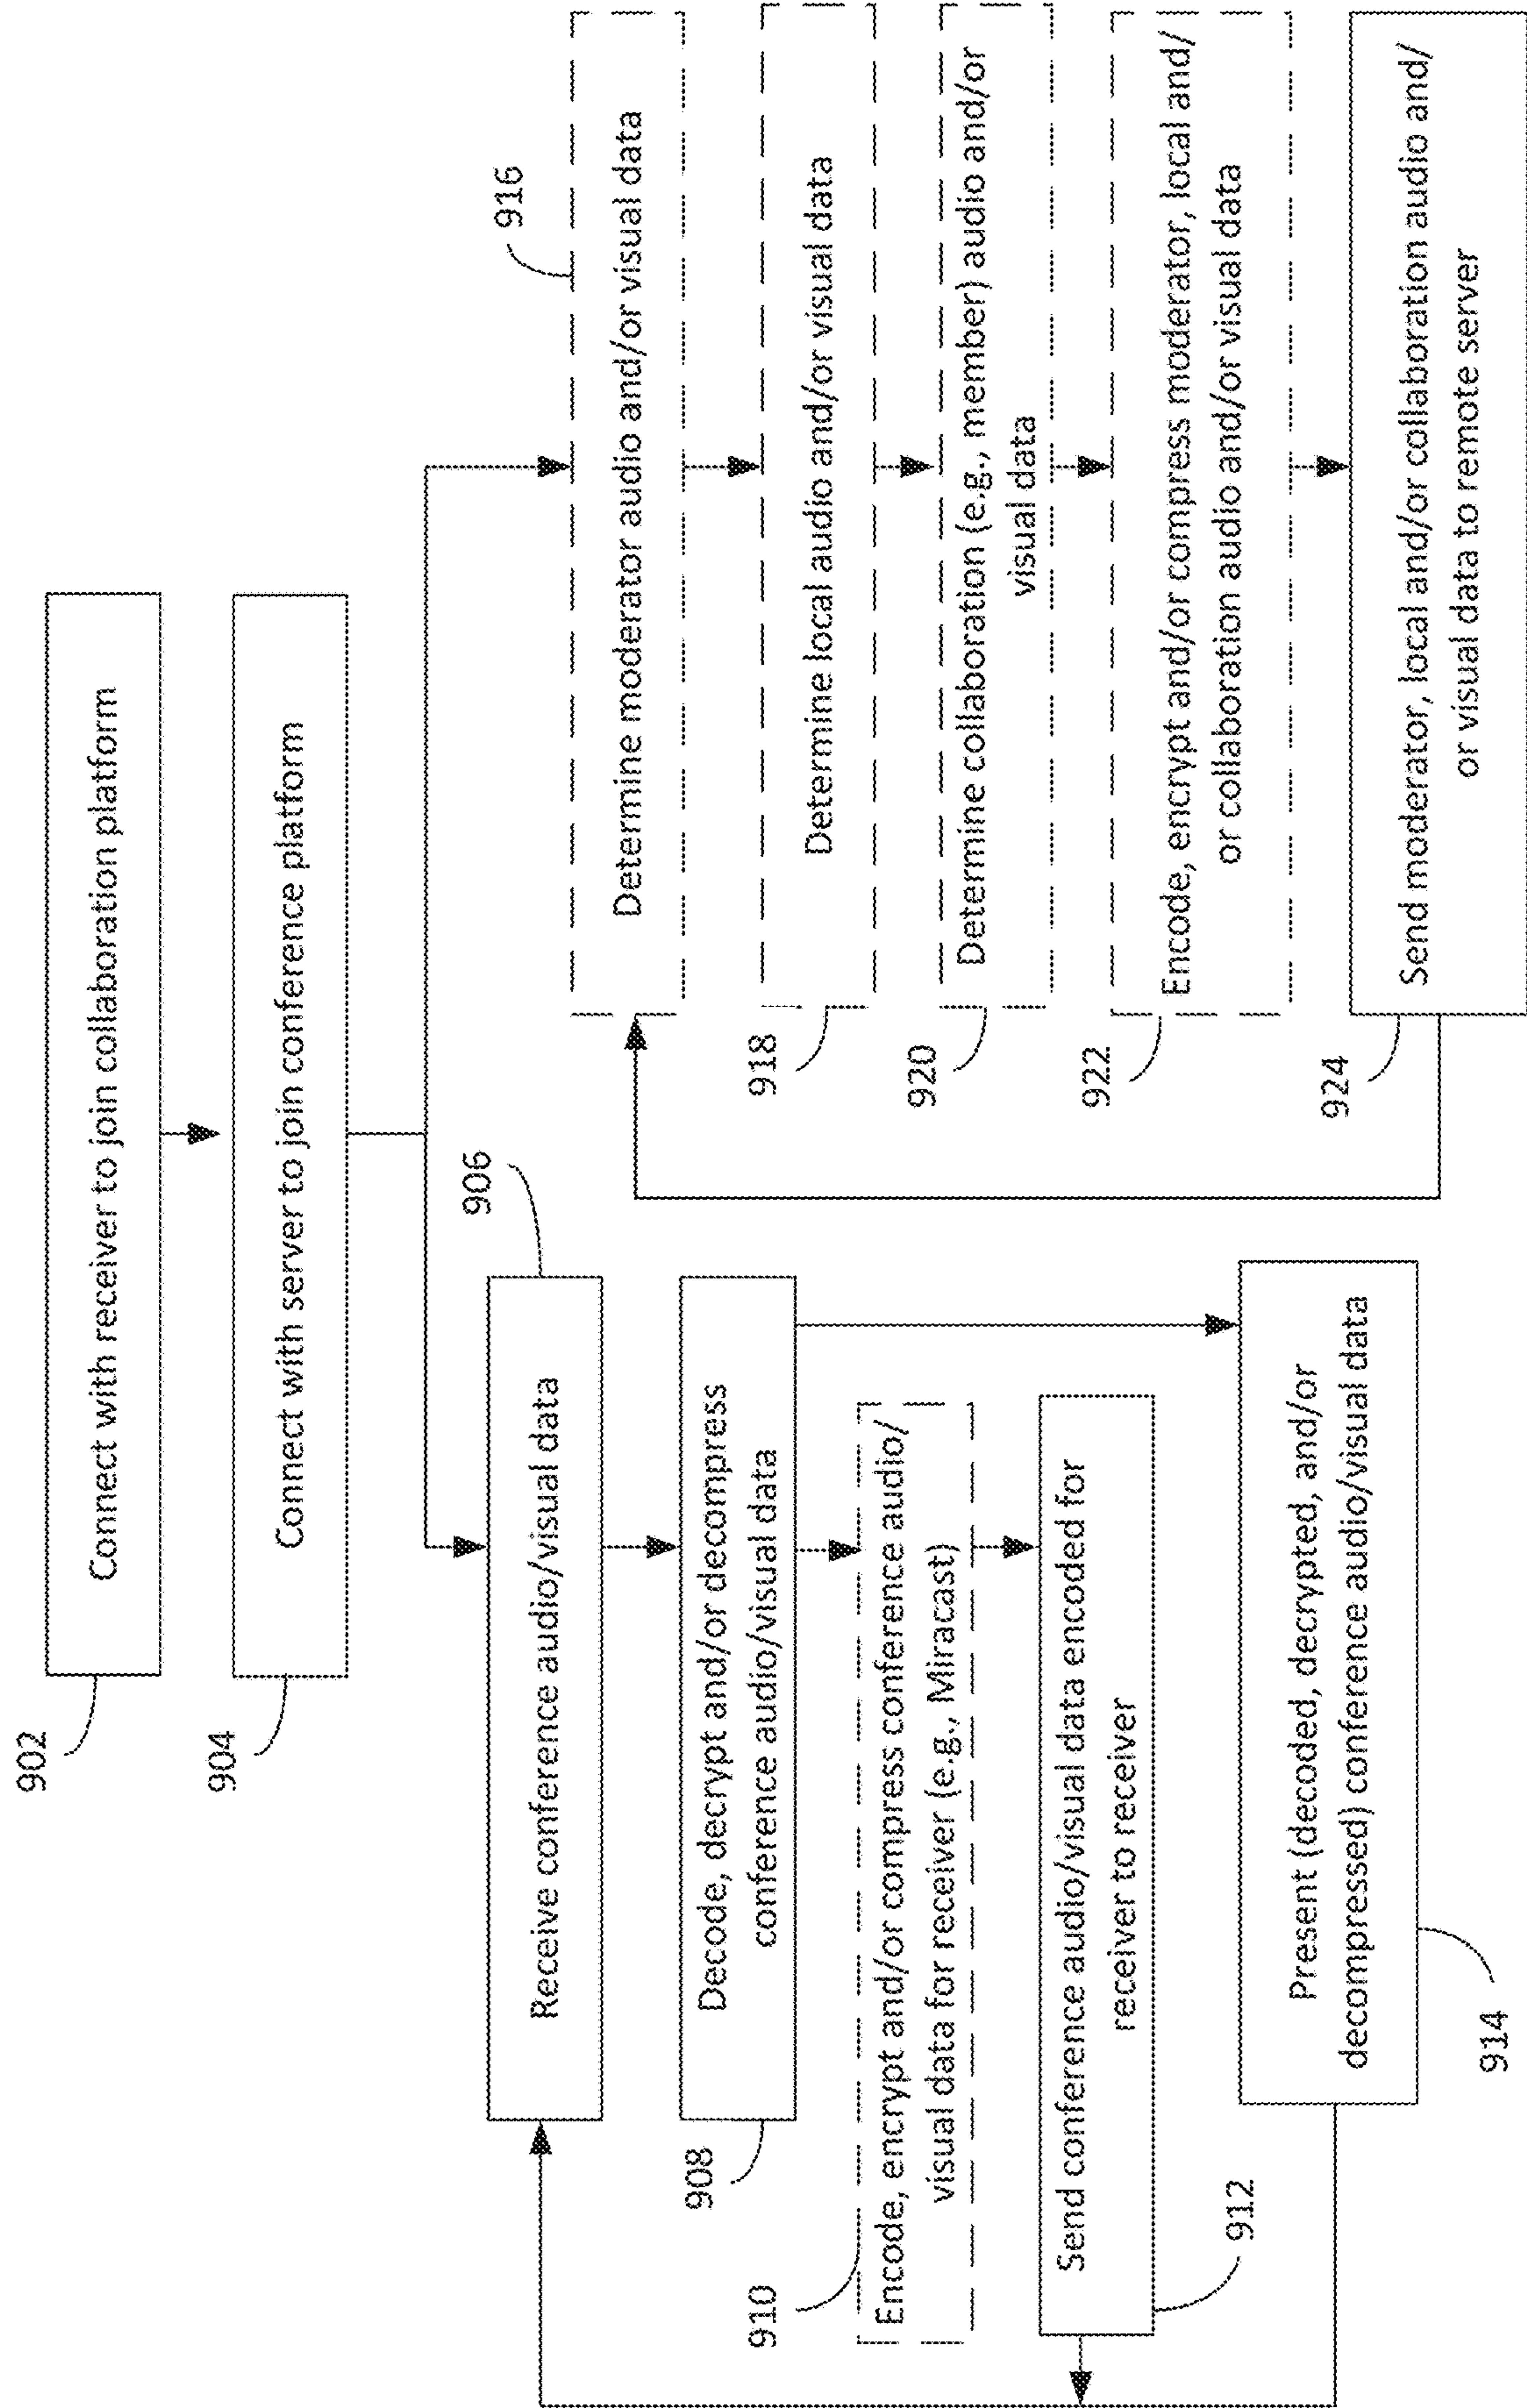 902
Connect with receiver to join collaboration platform
904
Connect with server to join conference platform
906
Receive conference audio/visual data
908
Decode, decrypt and/or decompress
conference audio/visual data
910
Encode, encrypt and/or compress conference audio/
visual data for receiver (e.g., Miracast)
912
Send conference audio/visual data encoded for
receiver to receiver
914
Present (decoded, decrypted, and/or
decompressed) conference audio/visual data
916
Determine moderator audio and/or visual data
918
Determine local audio and/or visual data
920
Determine collaboration (e.g., member) audio and/or
visual data
922
Encode, encrypt and/or compress moderator, local and/
or collaboration audio and/or visual data
924
Send moderator, local and/or collaboration audio and/
or visual data to remote server